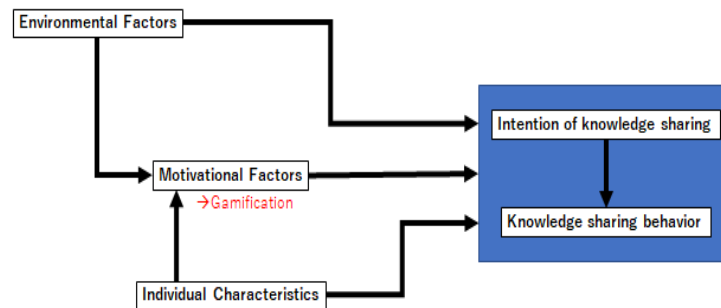 Environmental Factors
Intention of knowledge sharing
Motivational Factors
→Gamification
Knowledge sharing behavior
Individual Characteristics